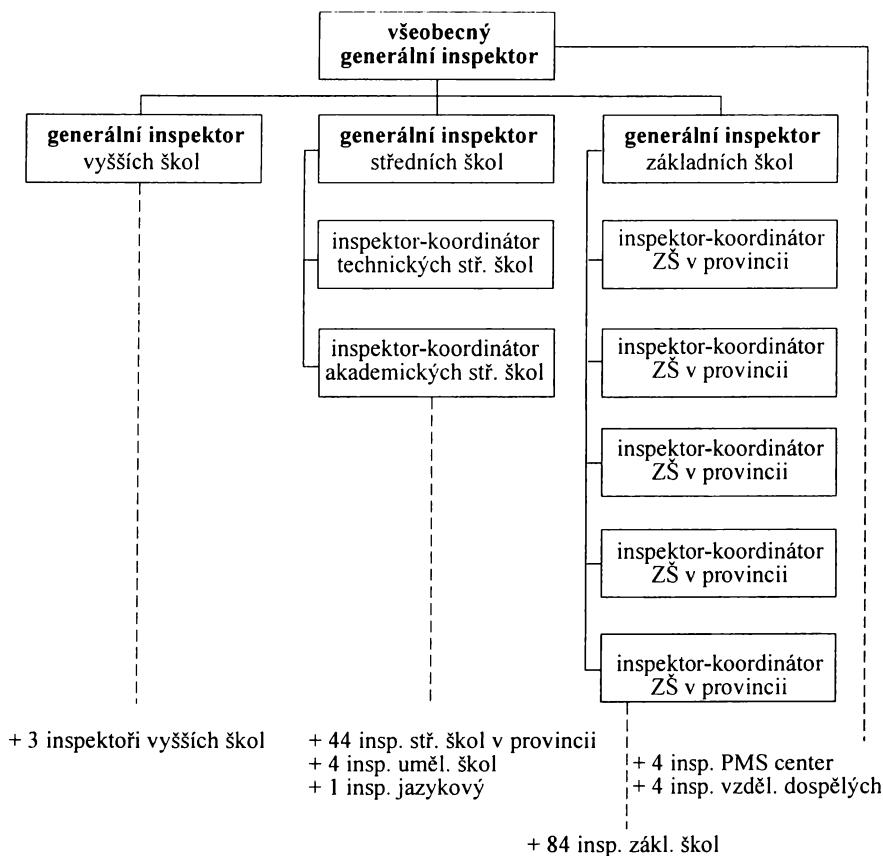 všeobecný
generální inspektor
generální inspektor
vyšších škol
generální inspektor
středních škol
generální inspektor
základních škol
inspektor-koordinátor
technických stř. škol
inspektor-koordinátor
akademických stř. škol
inspektor-koordinátor
ZŠ v provincii
inspektor-koordinátor
ZŠ v provincii
inspektor-koordinátor
ZŠ v provincii
inspektor-koordinátor
ZŠ v provincii
inspektor-koordinátor
ZŠ v provincii
+ 3 inspektoři vyšších škol
+ 44 insp. stř. škol v provincii
+ 4 insp. uměl. škol
+ 1 insp. jazykový
+ 4 insp. PMS center
+ 4 insp. vzděl. dospělých
+ 84 insp. zákl. škol